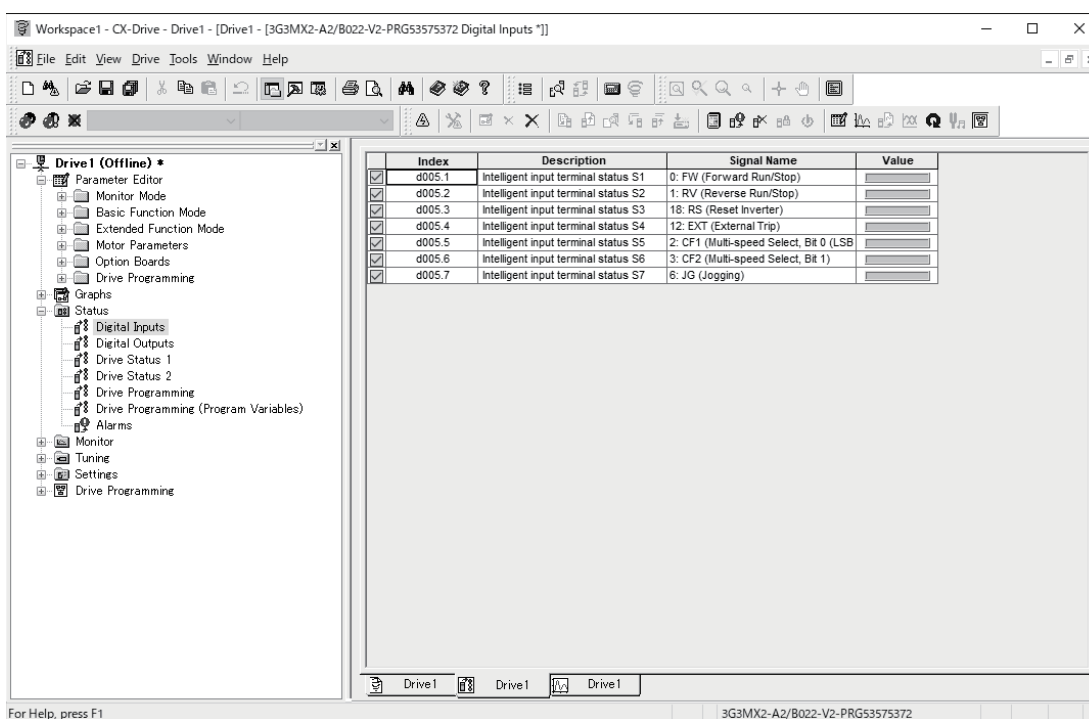 Workspace1 - CX-Drive - Drive1 - [Drive1 - [3G3MX2-A2/B022-V2-PRG53575372 Digital Inputs *]]
File Edit View Drive Tools Window Help
Drive1 (Offline) *
Parameter Editor
Monitor Mode
Basic Function Mode
Extended Function Mode
Motor Parameters
Option Boards
Drive Programming
Graphs
Status
Digital Inputs
Digital Outputs
Drive Status 1
Drive Status 2
Drive Programming
Drive Programming (Program Variables)
Alarms
Monitor
Tuning
Settings
Drive Programming
Index Description Signal Name Value
d005.1 Intelligent input terminal status S1 0: FW (Forward Run/Stop)
d005.2 Intelligent input terminal status S2 1: RV (Reverse Run/Stop)
d005.3 Intelligent input terminal status S3 18: RS (Reset Inverter)
d005.4 Intelligent input terminal status S4 12: EXT (External Trip)
d005.5 Intelligent input terminal status S5 2: CF1 (Multi-speed Select, Bit 0 (LSB
d005.6 Intelligent input terminal status S6 3: CF2 (Multi-speed Select, Bit 1)
d005.7 Intelligent input terminal status S7 6: JG (Jogging)
Drive1 Drive1 Drive1
For Help, press F1 3G3MX2-A2/B022-V2-PRG53575372